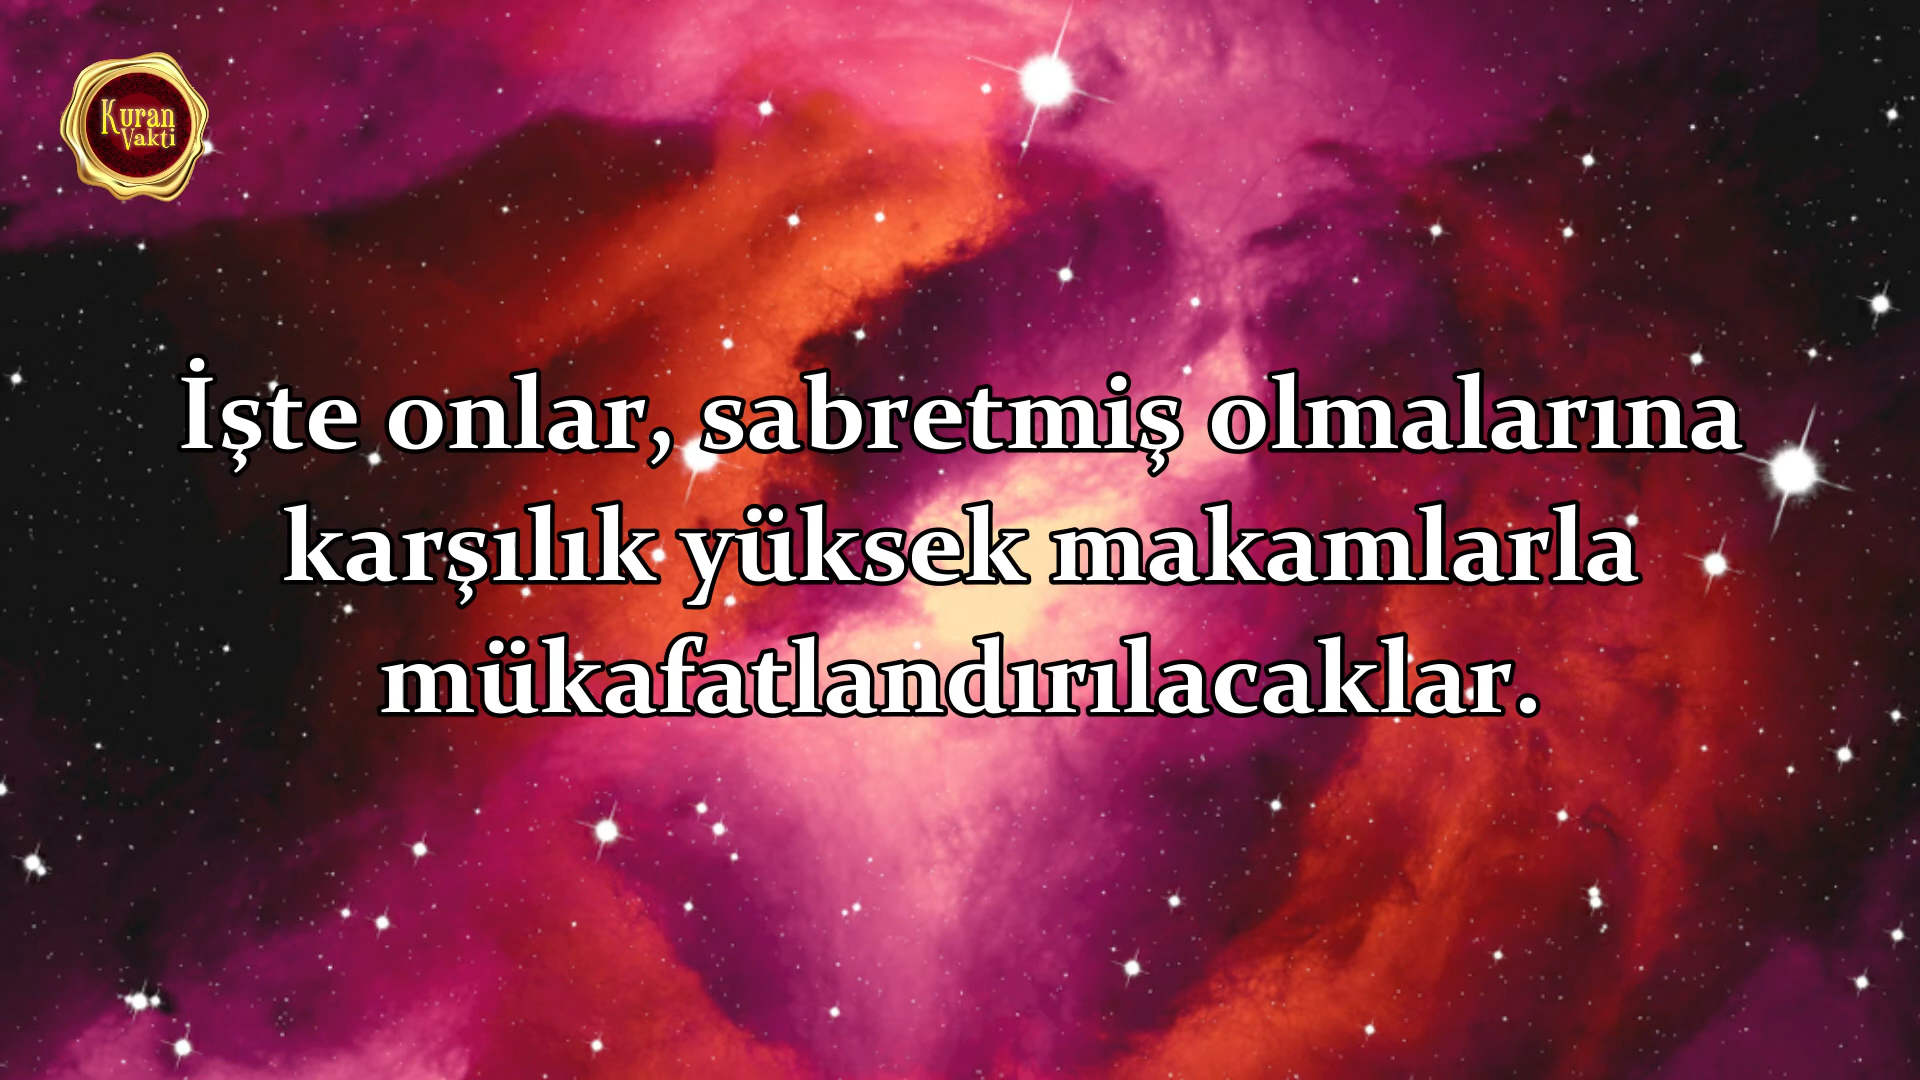 Kuran
Vakti
İşte onlar, sabretmiş olmalarına
karşılık yüksek makamlarla
mükafatlandırılacaklar.